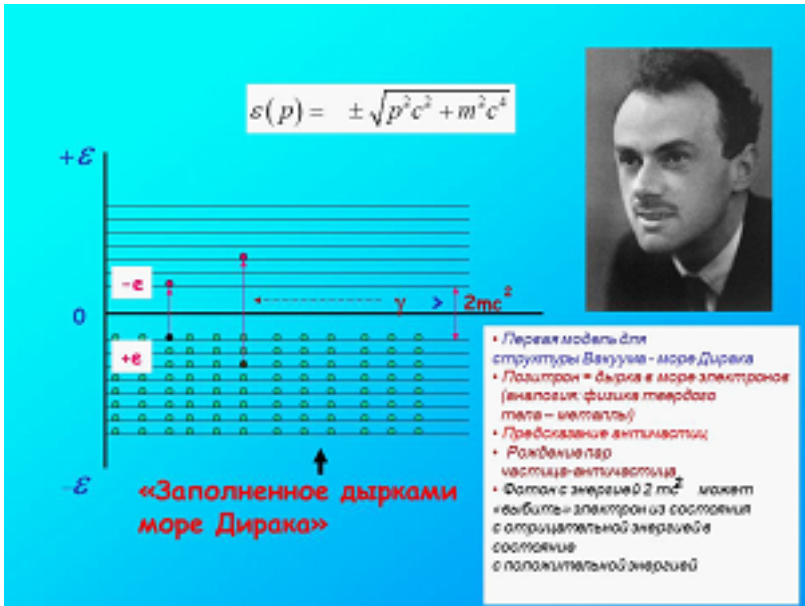 ε(p) = ±√p²c² + m²c⁴
+ε
-e
γ > 2mc²
0
+e
-ε
«Заполненное дырками
море Дирака»
• Первая модель для
структуры Вакуума - море Дирака
• Позитрон = дырка в море электронов
(аналогия: физика твердого
тела – металлы)
• Предсказание античастиц
• Рождение пар
частица-античастица
• Фотон с энергией 2 mc² может
«выбить» электрон из состояния
с отрицательной энергией в
состояние
с положительной энергией